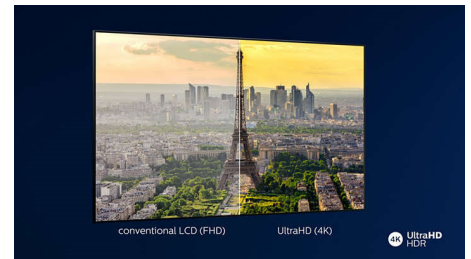 conventional LCD (FHD)
UltraHD (4K)
4K UltraHD
HDR